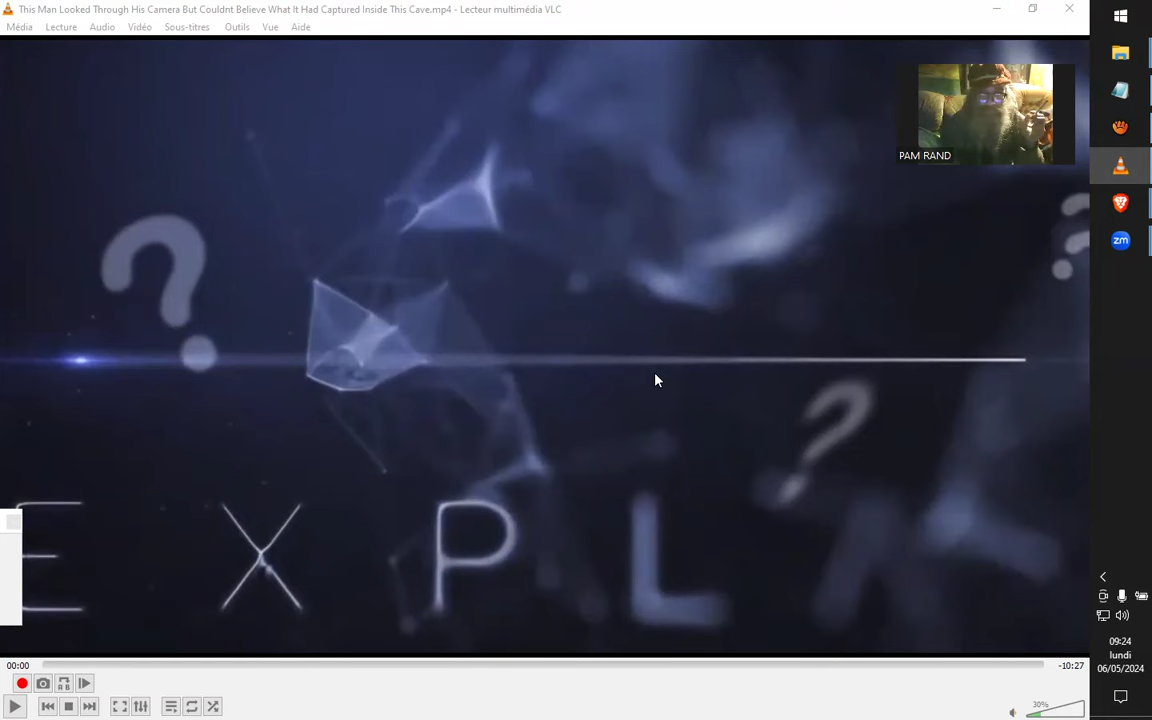 This Man Looked Through His Camera But Couldnt Believe What It Had Captured Inside This Cave.mp4 - Lecteur multimédia VLC
Média Lecture Audio Vidéo Sous-titres Outils Vue Aide
PAM RAND
? ?
?
E X P L
zm
00:00 -10:27
30%
09:24
lundi
06/05/2024